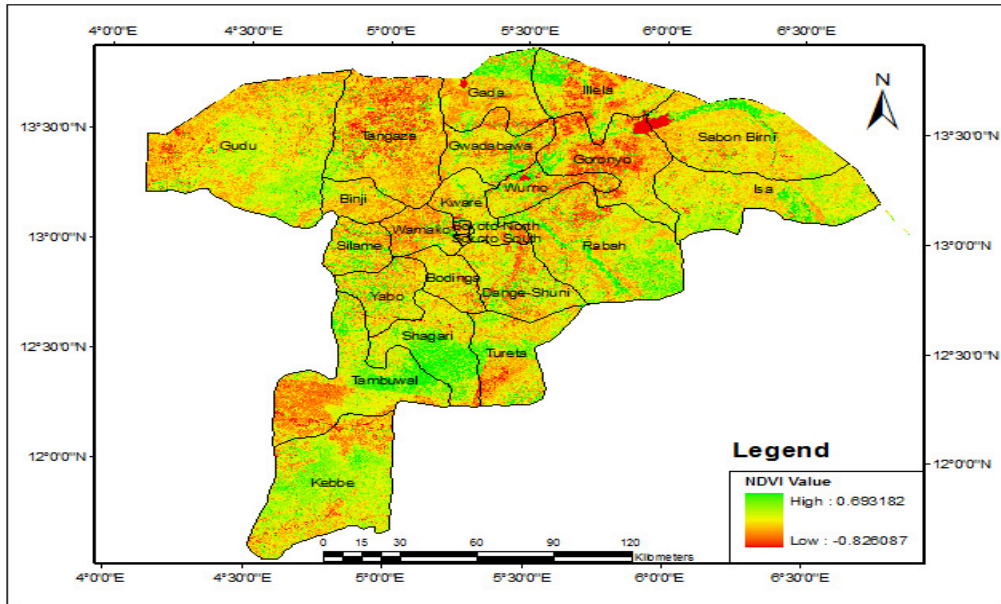 4°0'0"E 4°30'0"E 5°0'0"E 5°30'0"E 6°0'0"E 6°30'0"E
N
13°30'0"N 13°30'0"N
13°0'0"N 13°0'0"N
12°30'0"N 12°30'0"N
12°0'0"N 12°0'0"N
Gada
Illela
Gudu
Tangaza
Gwadabawa
Goronyo
Sabon Birni
Binji
Kware
Wurno
Isa
Silame
Wamako
Sokoto North
Sokoto South
Rabah
Yabo
Bodinga
Dange-Shuni
Shagari
Tureta
Tambuwal
Kebbe
Legend
NDVI Value
High : 0.693182
Low : -0.826087
0 15 30 60 90 120
Kilometers
4°0'0"E 4°30'0"E 5°0'0"E 5°30'0"E 6°0'0"E 6°30'0"E